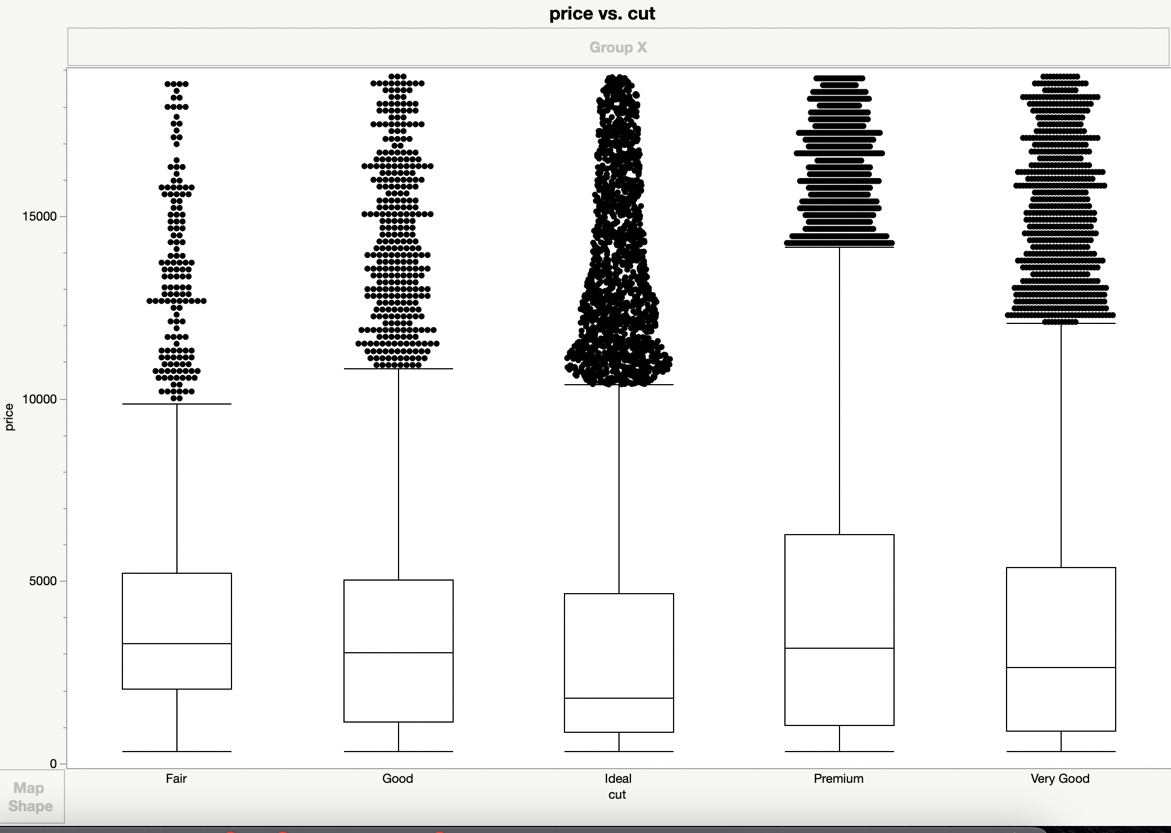 price vs. cut
Group X
15000
10000
5000
0
price
Fair
Good
Ideal
Premium
Very Good
cut
Map
Shape